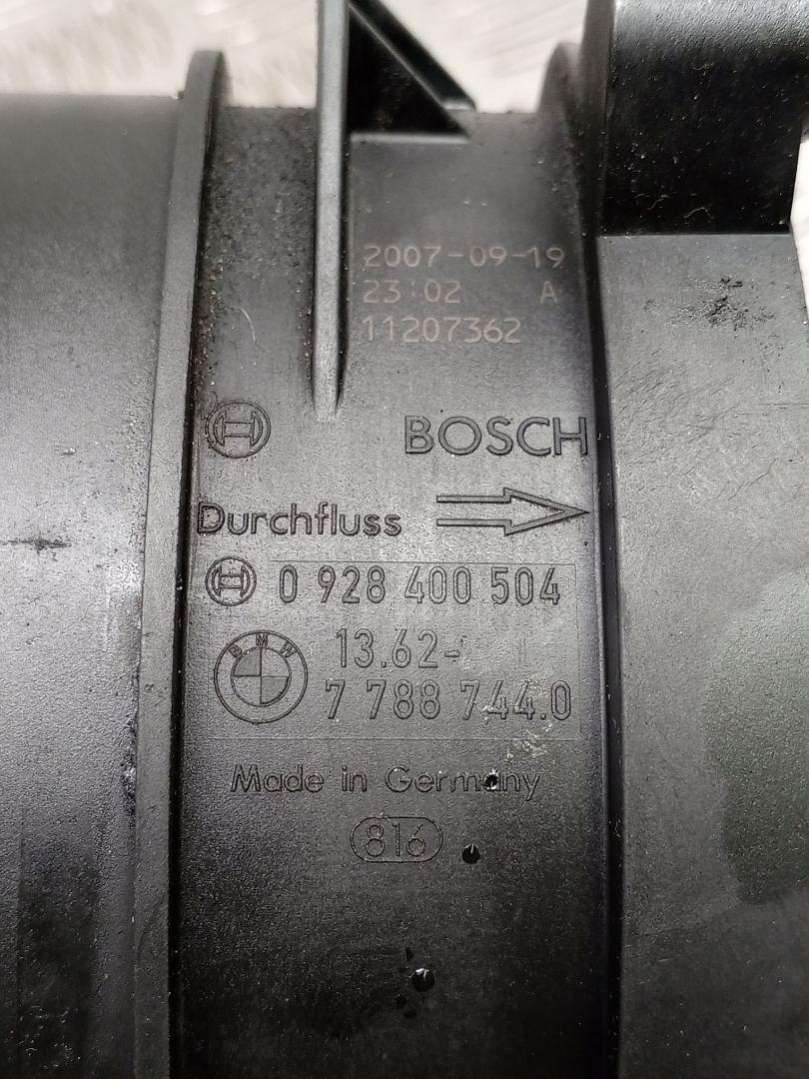 2007-09-19
23:02 A
11207362
BOSCH
Durchfluss
0 928 400 504
BMW
13.62-
7 788 744.0
Made in Germany
816